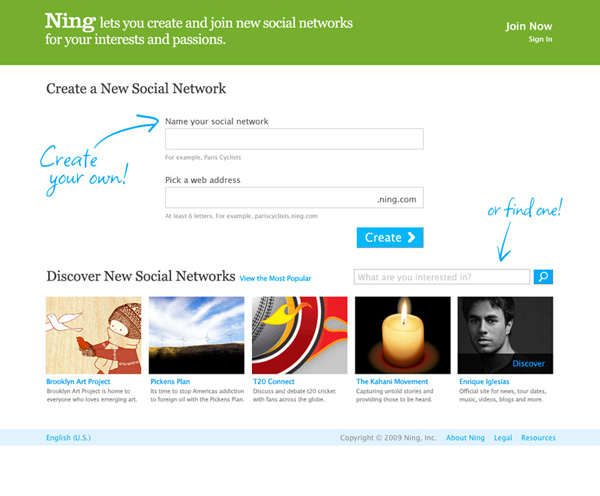 Ning lets you create and join new social networks
for your interests and passions.
Join Now
Sign In
Create a New Social Network
Name your social network
For example, Paris Cyclists
Create
your own!
Pick a web address
.ning.com
At least 6 letters. For example, pariscyclists.ning.com
Create
or find one!
Discover New Social Networks View the Most Popular
What are you interested in?
Discover
Brooklyn Art Project
Brooklyn Art Project is home to
everyone who loves emerging art.
Pickens Plan
Its time to stop Americas addiction
to foreign oil with the Pickens Plan.
T20 Connect
Discuss and debate t20 cricket
with fans across the globe.
The Kahani Movement
Capturing untold stories and
providing those to be heard.
Enrique Iglesias
Official site for news, tour dates,
music, videos, blogs and more.
English (U.S.)
Copyright © 2009 Ning, Inc. About Ning Legal Resources